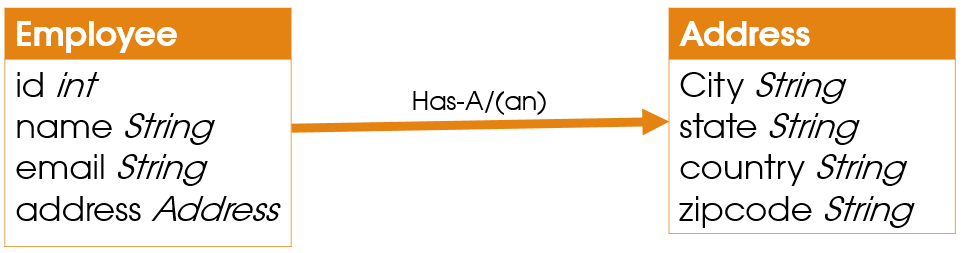 Employee
id int
name String
email String
address Address
Has-A/(an)
Address
City String
state String
country String
zipcode String